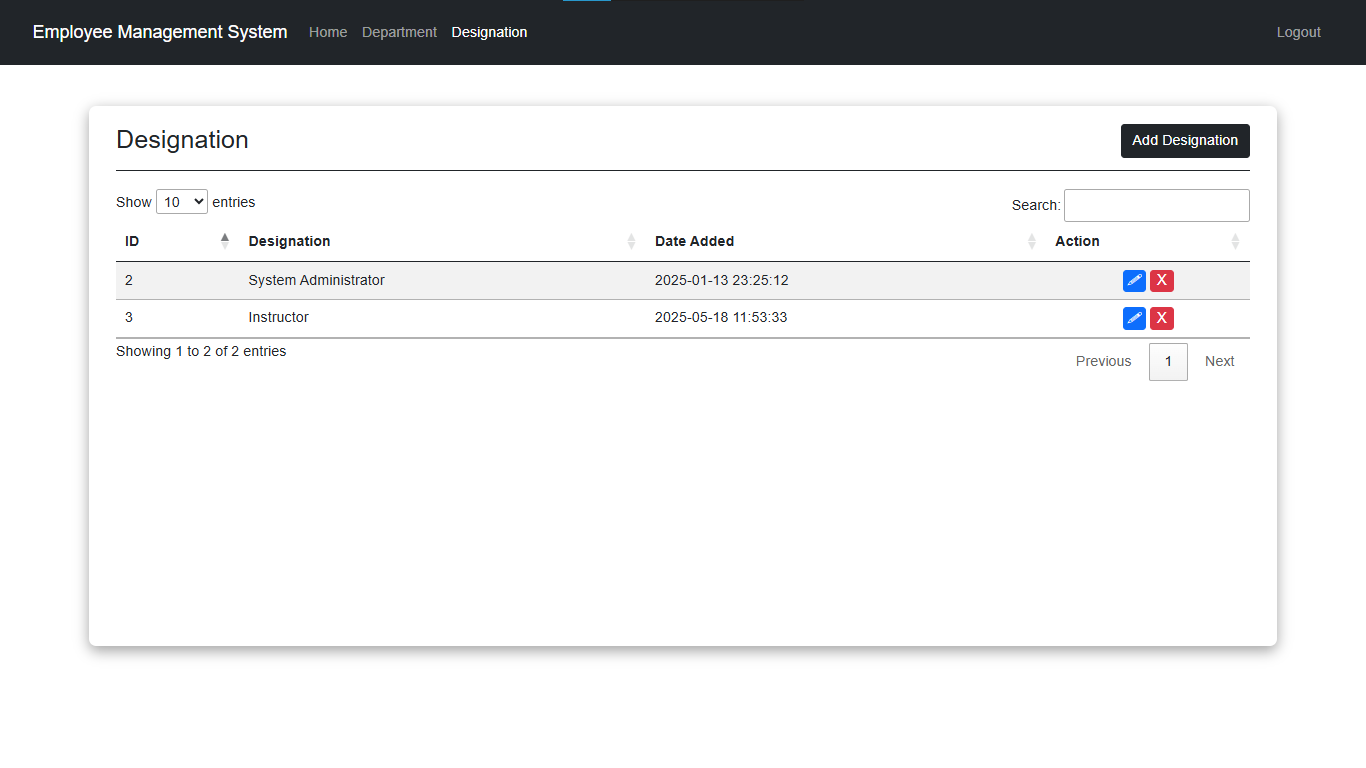 Employee Management System Home Department Designation Logout
Designation Add Designation
Show 10 entries Search:
ID Designation Date Added Action
2 System Administrator 2025-01-13 23:25:12 X
3 Instructor 2025-05-18 11:53:33 X
Showing 1 to 2 of 2 entries Previous 1 Next